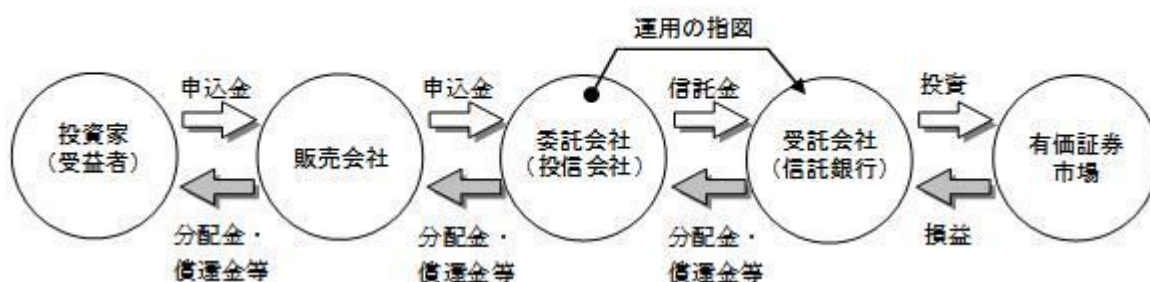 運用の指図
申込金
申込金
信託金
投資
投資家
（受益者）
販売会社
委託会社
（投信会社）
受託会社
（信託銀行）
有価証券
市場
分配金・
償還金等
分配金・
償還金等
分配金・
償還金等
損益